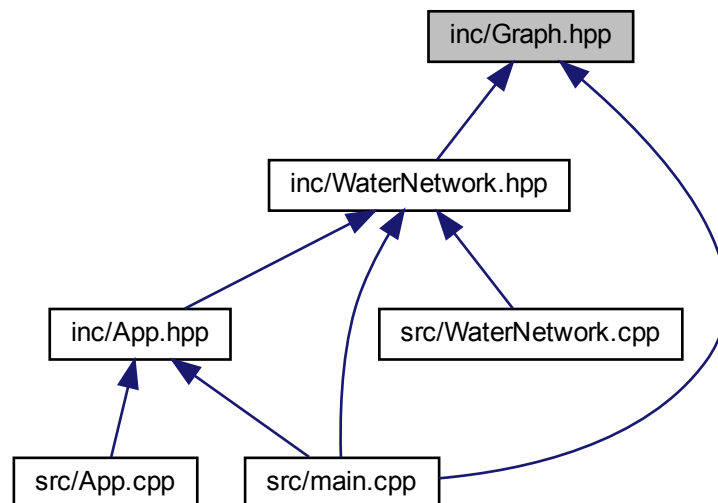 inc/Graph.hpp
inc/WaterNetwork.hpp
inc/App.hpp
src/WaterNetwork.cpp
src/App.cpp
src/main.cpp